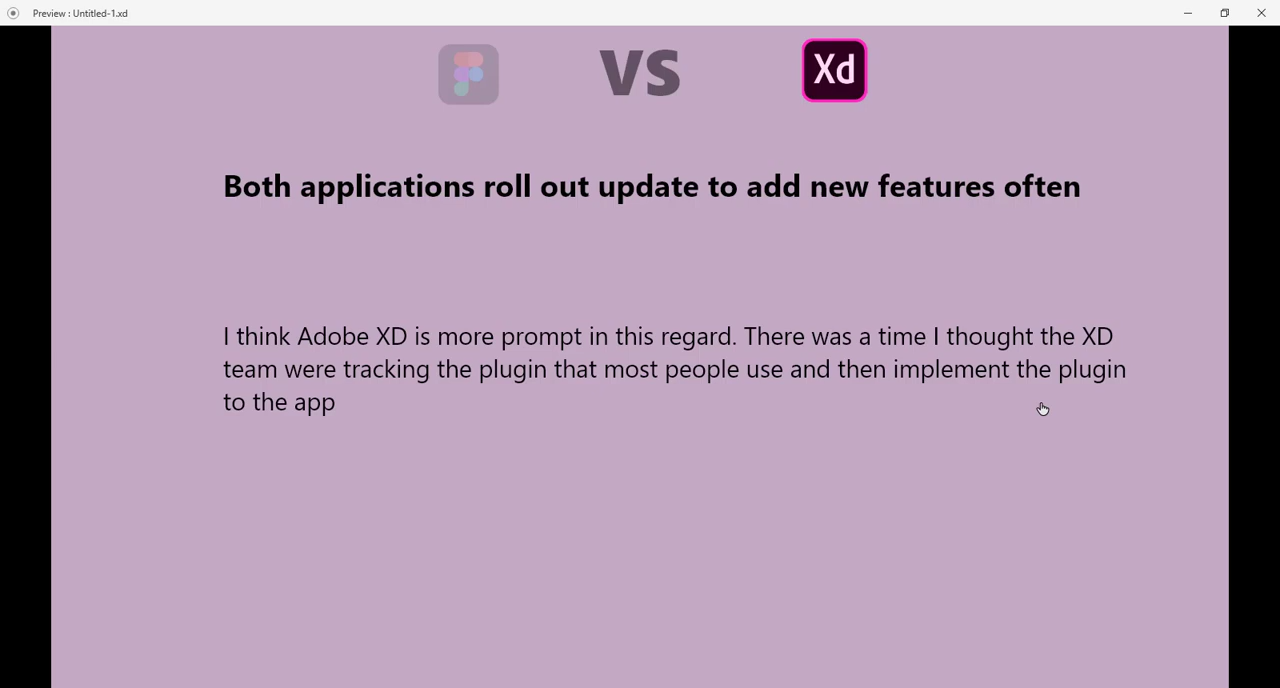 Preview : Untitled-1.xd
VS
Xd
Both applications roll out update to add new features often
I think Adobe XD is more prompt in this regard. There was a time I thought the XD
team were tracking the plugin that most people use and then implement the plugin
to the app